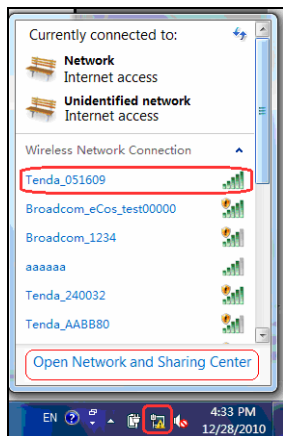 Currently connected to:
Network
Internet access
Unidentified network
Internet access
Wireless Network Connection
Tenda_051609
Broadcom_eCos_test00000
Broadcom_1234
aaaaaa
Tenda_240032
Tenda_AABB80
Open Network and Sharing Center
EN
4:33 PM
12/28/2010